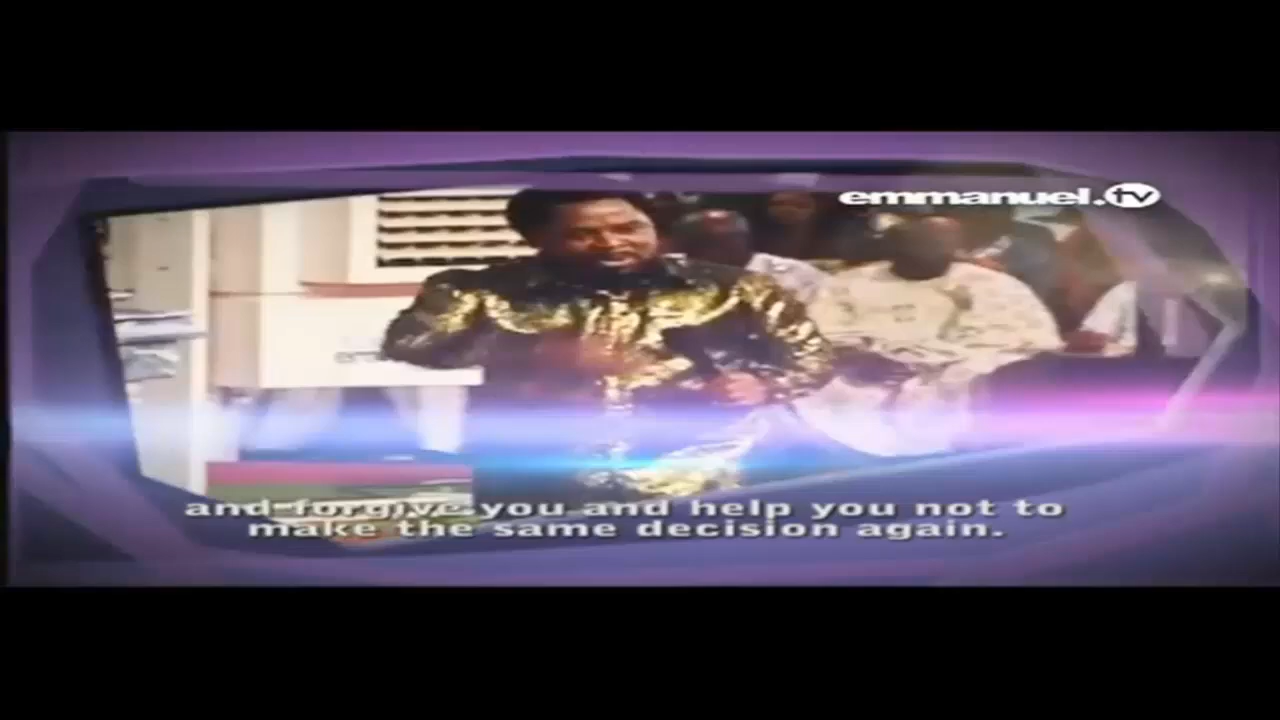 emmanuel.tv
and forgive you and help you not to
make the same decision again.